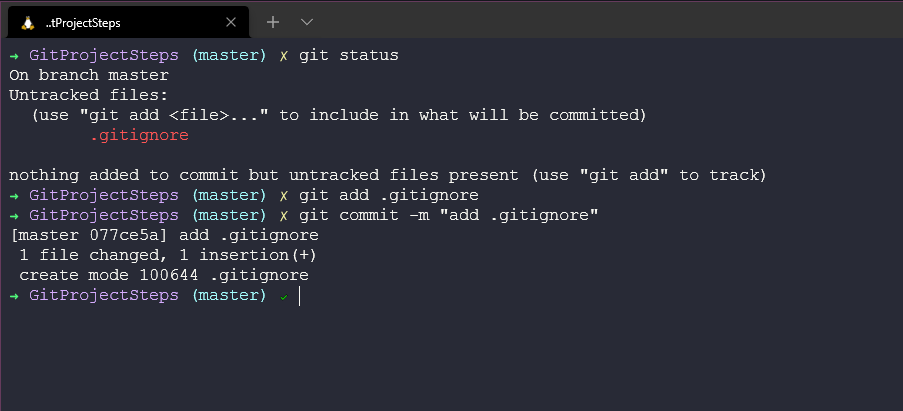 ..tProjectSteps
→ GitProjectSteps (master) ✗ git status
On branch master
Untracked files:
  (use "git add <file>..." to include in what will be committed)
        .gitignore

nothing added to commit but untracked files present (use "git add" to track)
→ GitProjectSteps (master) ✗ git add .gitignore
→ GitProjectSteps (master) ✗ git commit -m "add .gitignore"
[master 077ce5a] add .gitignore
 1 file changed, 1 insertion(+)
 create mode 100644 .gitignore
→ GitProjectSteps (master) ✓